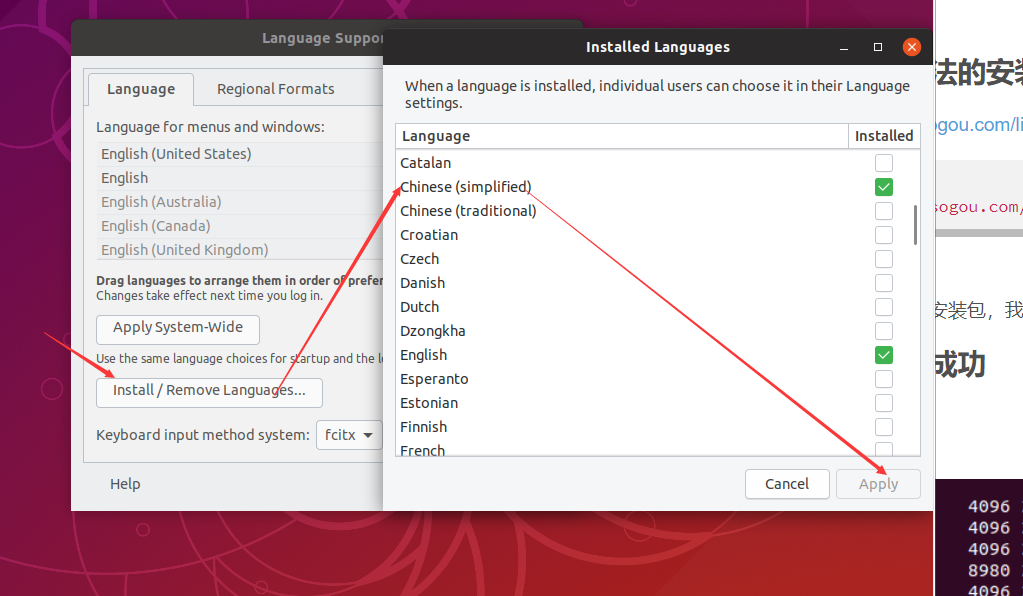 Language Suppor
Language
Regional Formats
Language for menus and windows:
English (United States)
English
English (Australia)
English (Canada)
English (United Kingdom)
Drag languages to arrange them in order of prefer
Changes take effect next time you log in.
Apply System-Wide
Use the same language choices for startup and the lo
Install / Remove Languages...
Keyboard input method system:
fcitx
Help
Installed Languages
When a language is installed, individual users can choose it in their Language
settings.
Language
Installed
Catalan
Chinese (simplified)
Chinese (traditional)
Croatian
Czech
Danish
Dutch
Dzongkha
English
Esperanto
Estonian
Finnish
French
Cancel
Apply
法的安装
ogou.com/li
sogou.com/
安装包，我
成功
4096
4096
4096
8980
4096